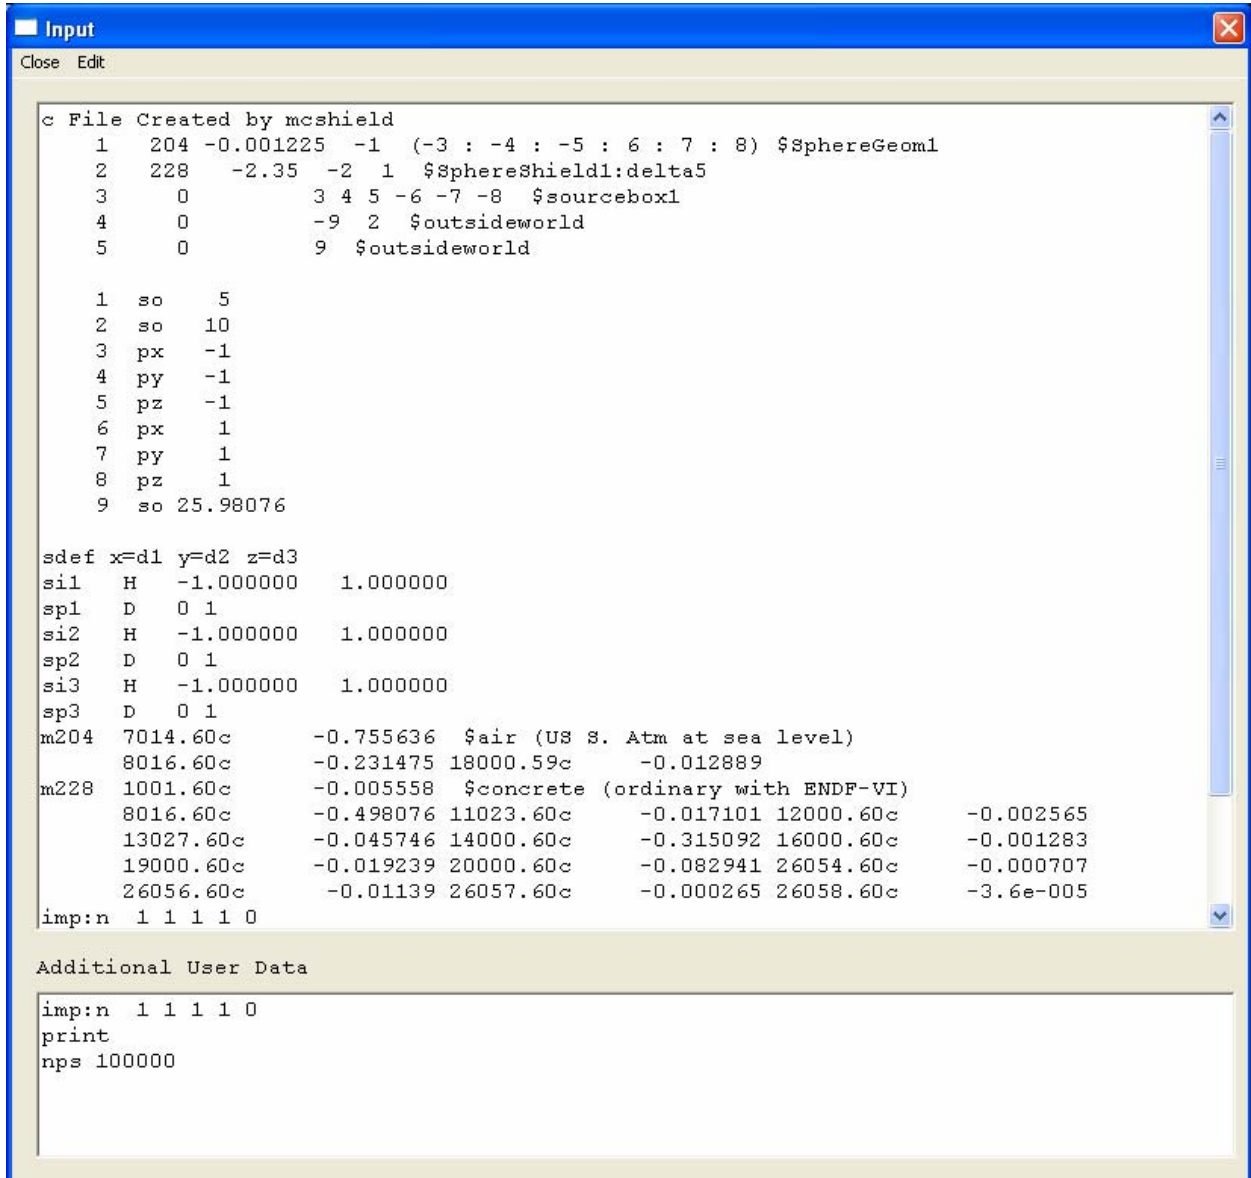 Input
Close Edit
c File Created by mcshield
1 204 -0.001225 -1 (-3 : -4 : -5 : 6 : 7 : 8) $SphereGeom1
2 228 -2.35 -2 1 $SphereShield1:delta5
3 0 3 4 5 -6 -7 -8 $sourcebox1
4 0 -9 2 $outsideworld
5 0 9 $outsideworld
1 so 5
2 so 10
3 px -1
4 py -1
5 pz -1
6 px 1
7 py 1
8 pz 1
9 so 25.98076
sdef x=d1 y=d2 z=d3
si1 H -1.000000 1.000000
sp1 D 0 1
si2 H -1.000000 1.000000
sp2 D 0 1
si3 H -1.000000 1.000000
sp3 D 0 1
m204 7014.60c -0.755636 $air (US S. Atm at sea level)
8016.60c -0.231475 18000.59c -0.012889
m228 1001.60c -0.005558 $concrete (ordinary with ENDF-VI)
8016.60c -0.498076 11023.60c -0.017101 12000.60c -0.002565
13027.60c -0.045746 14000.60c -0.315092 16000.60c -0.001283
19000.60c -0.019239 20000.60c -0.082941 26054.60c -0.000707
26056.60c -0.01139 26057.60c -0.000265 26058.60c -3.6e-005
imp:n 1 1 1 1 0
Additional User Data
imp:n 1 1 1 1 0
print
nps 100000